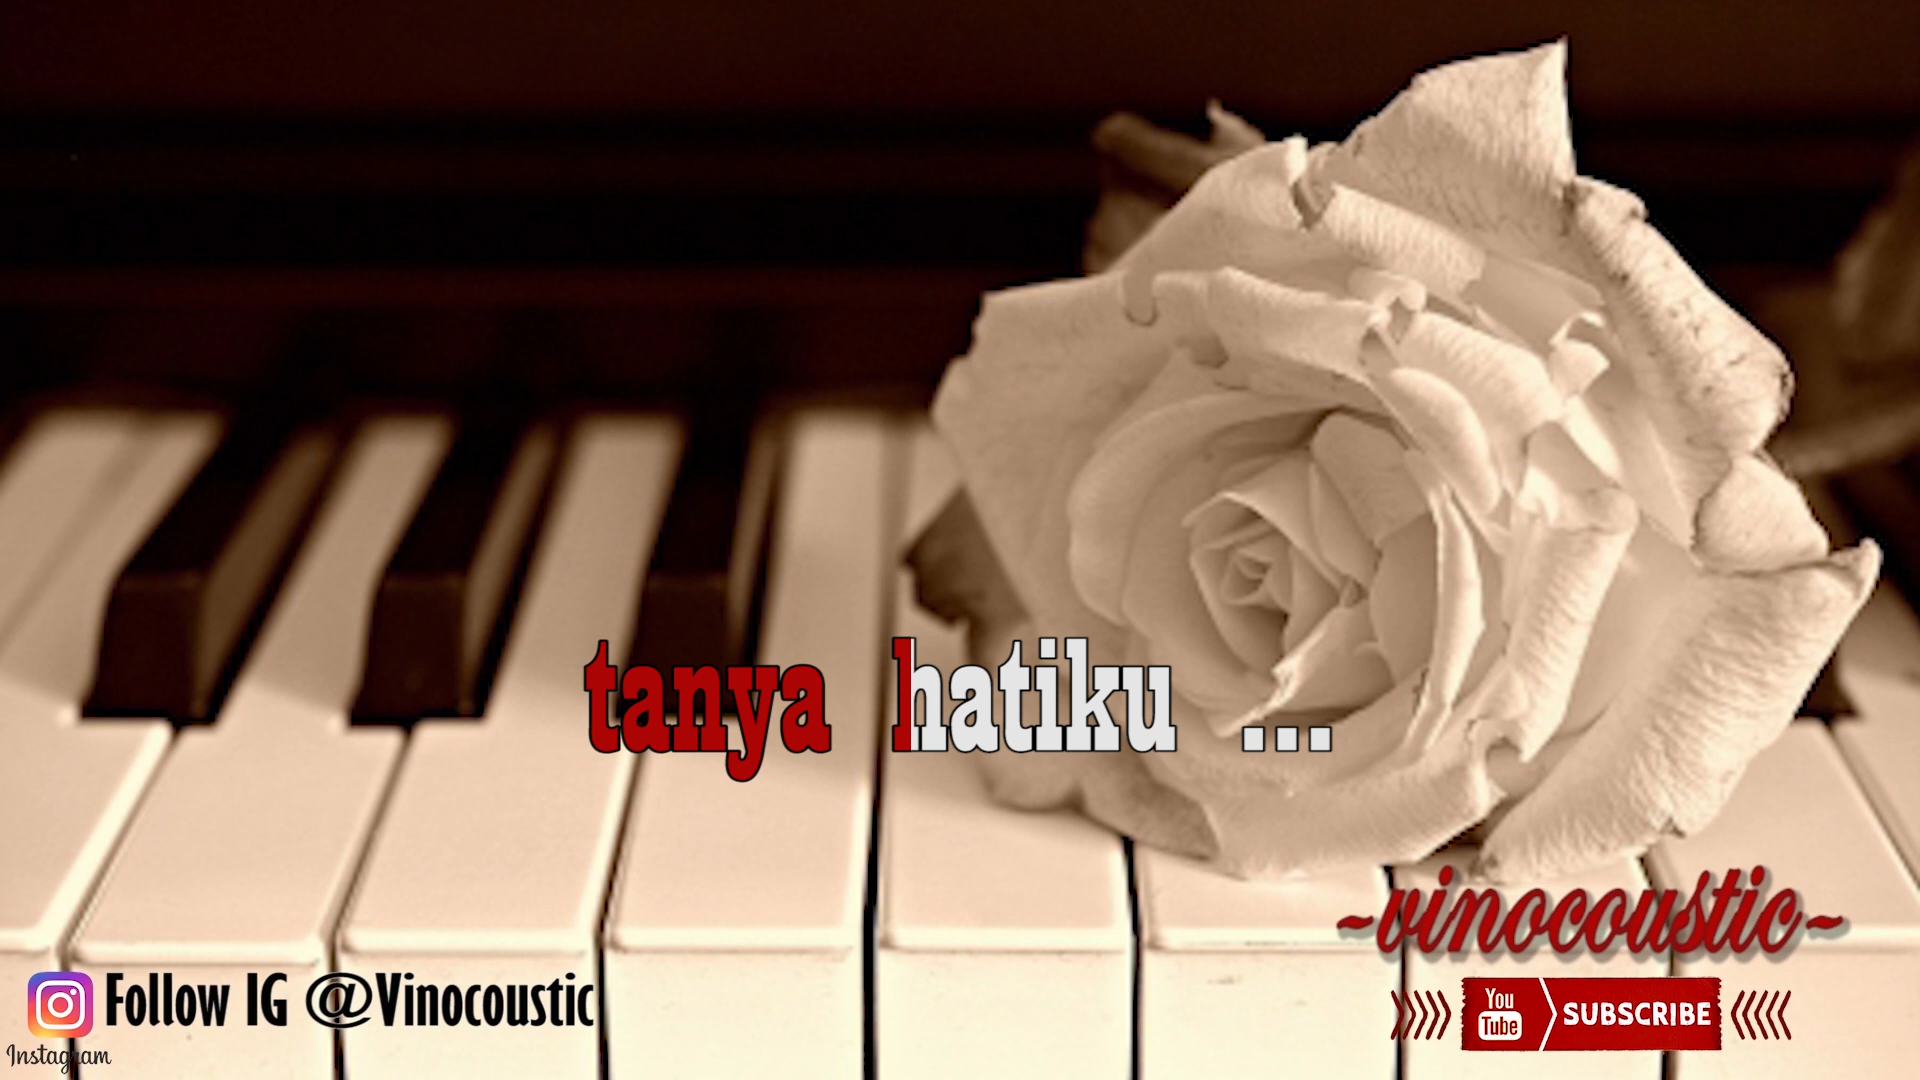 tanya hatiku ...
~vinocoustic~
Follow IG @Vinocoustic
Instagram
You Tube SUBSCRIBE